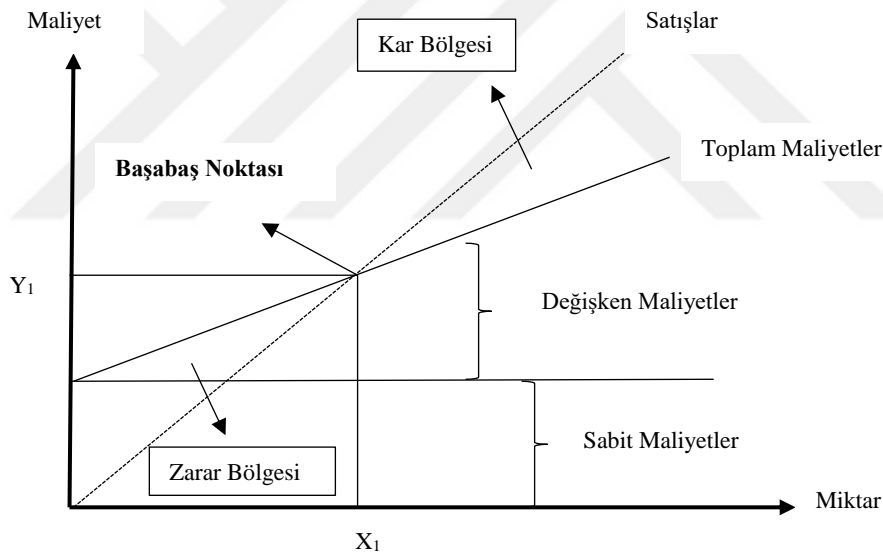 Maliyet
Satışlar
Kar Bölgesi
Toplam Maliyetler
Başabaş Noktası
Y₁
Değişken Maliyetler
Sabit Maliyetler
Zarar Bölgesi
Miktar
X₁